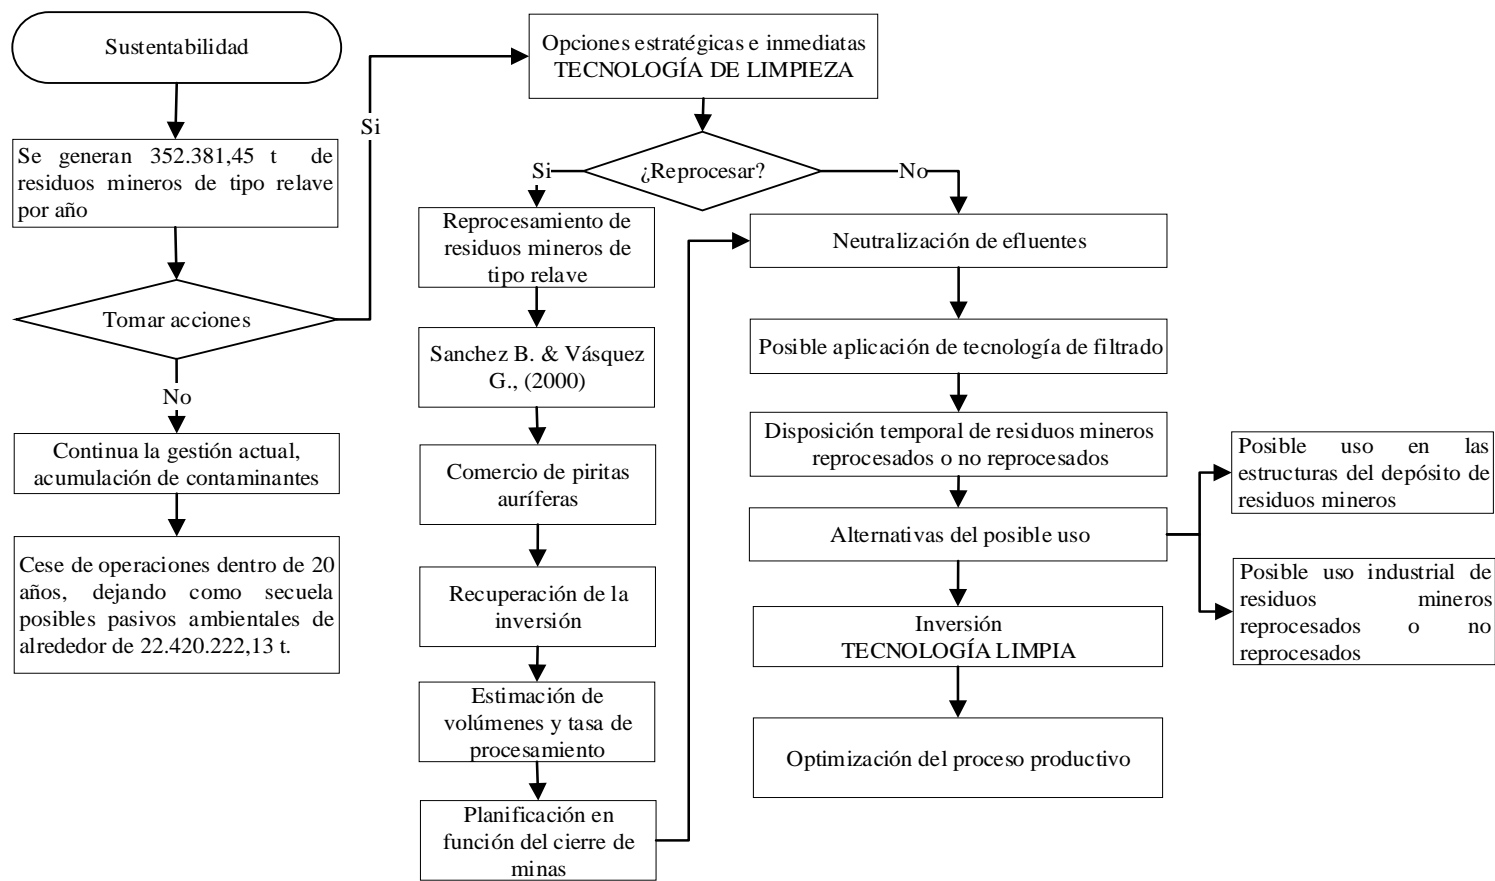 Sustentabilidad
Se generan 352.381,45 t de
residuos mineros de tipo relave
por año
Tomar acciones
No
Continua la gestión actual,
acumulación de contaminantes
Cese de operaciones dentro de 20
años, dejando como secuela
posibles pasivos ambientales de
alrededor de 22.420.222,13 t.
Si
Opciones estratégicas e inmediatas
TECNOLOGÍA DE LIMPIEZA
¿Reprocesar?
Si
Reprocesamiento de
residuos mineros de
tipo relave
Sanchez B. & Vásquez
G., (2000)
Comercio de piritas
auríferas
Recuperación de la
inversión
Estimación de
volúmenes y tasa de
procesamiento
Planificación en
función del cierre de
minas
No
Neutralización de efluentes
Posible aplicación de tecnología de filtrado
Disposición temporal de residuos mineros
reprocesados o no reprocesados
Alternativas del posible uso
Inversión
TECNOLOGÍA LIMPIA
Optimización del proceso productivo
Posible uso en las
estructuras del depósito de
residuos mineros
Posible uso industrial de
residuos mineros
reprocesados o no
reprocesados